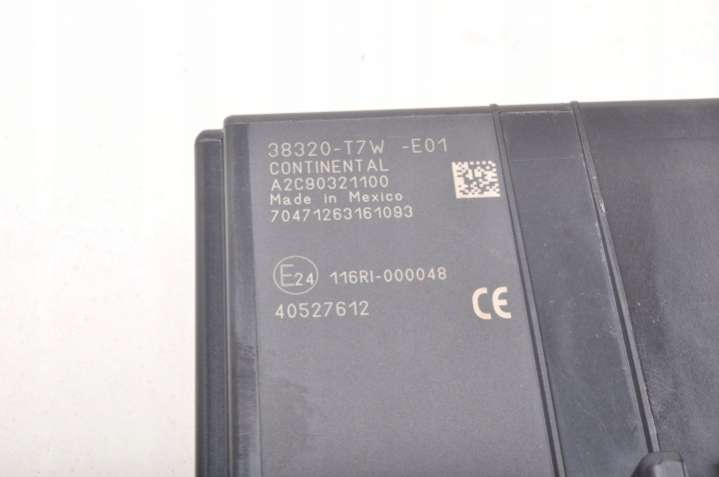 38320-T7W -E01
CONTINENTAL
A2C90321100
Made in Mexico
70471263161093
E24 116RI-000048
40527612 CE